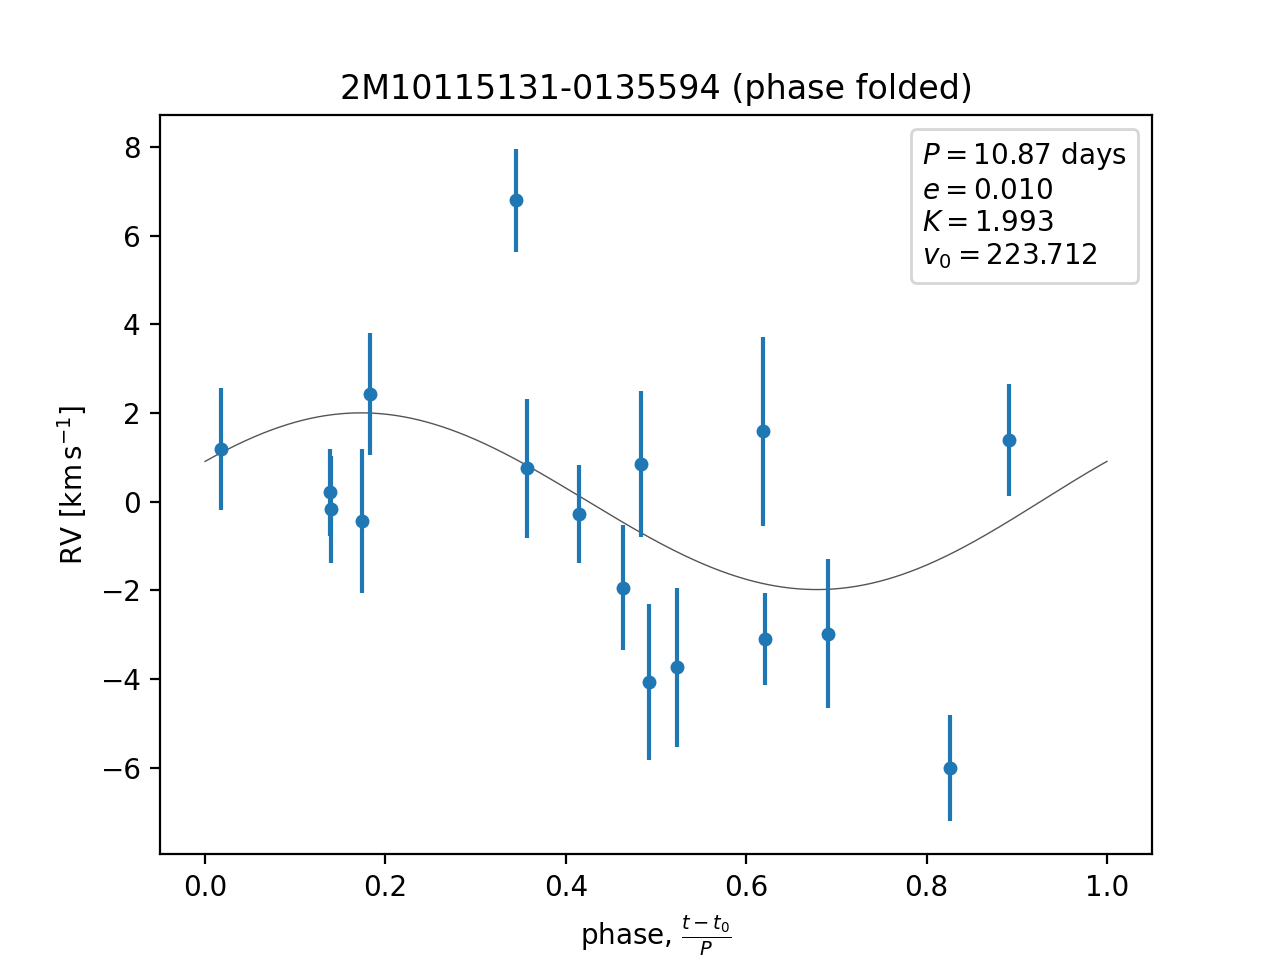 2M10115131-0135594 (phase folded)
P = 10.87 days
e = 0.010
K = 1.993
v₀ = 223.712
8
6
4
2
0
−2
−4
−6
RV [km s⁻¹]
0.0 0.2 0.4 0.6 0.8 1.0
phase, (t − t₀)/P